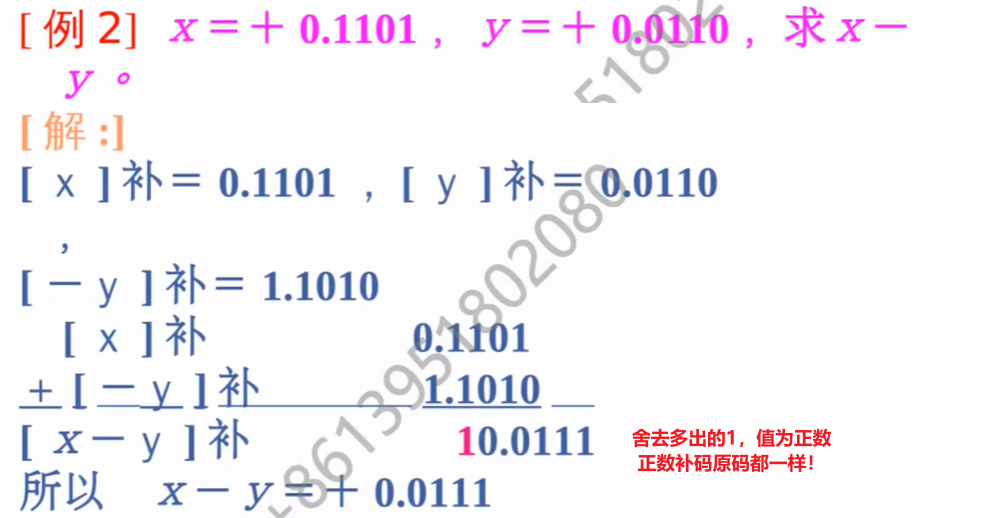 [例2] x＝＋0.1101，y＝＋0.0110，求x－
y。
[解:]
[ x ]补＝0.1101，[ y ]补＝0.0110
，
[－y ]补＝1.1010
[ x ]补 0.1101
＋[－y ]补 1.1010
[ x－y ]补 10.0111
舍去多出的1，值为正数
正数补码原码都一样！
所以 x－y＝＋0.0111
+8613951802080
51802